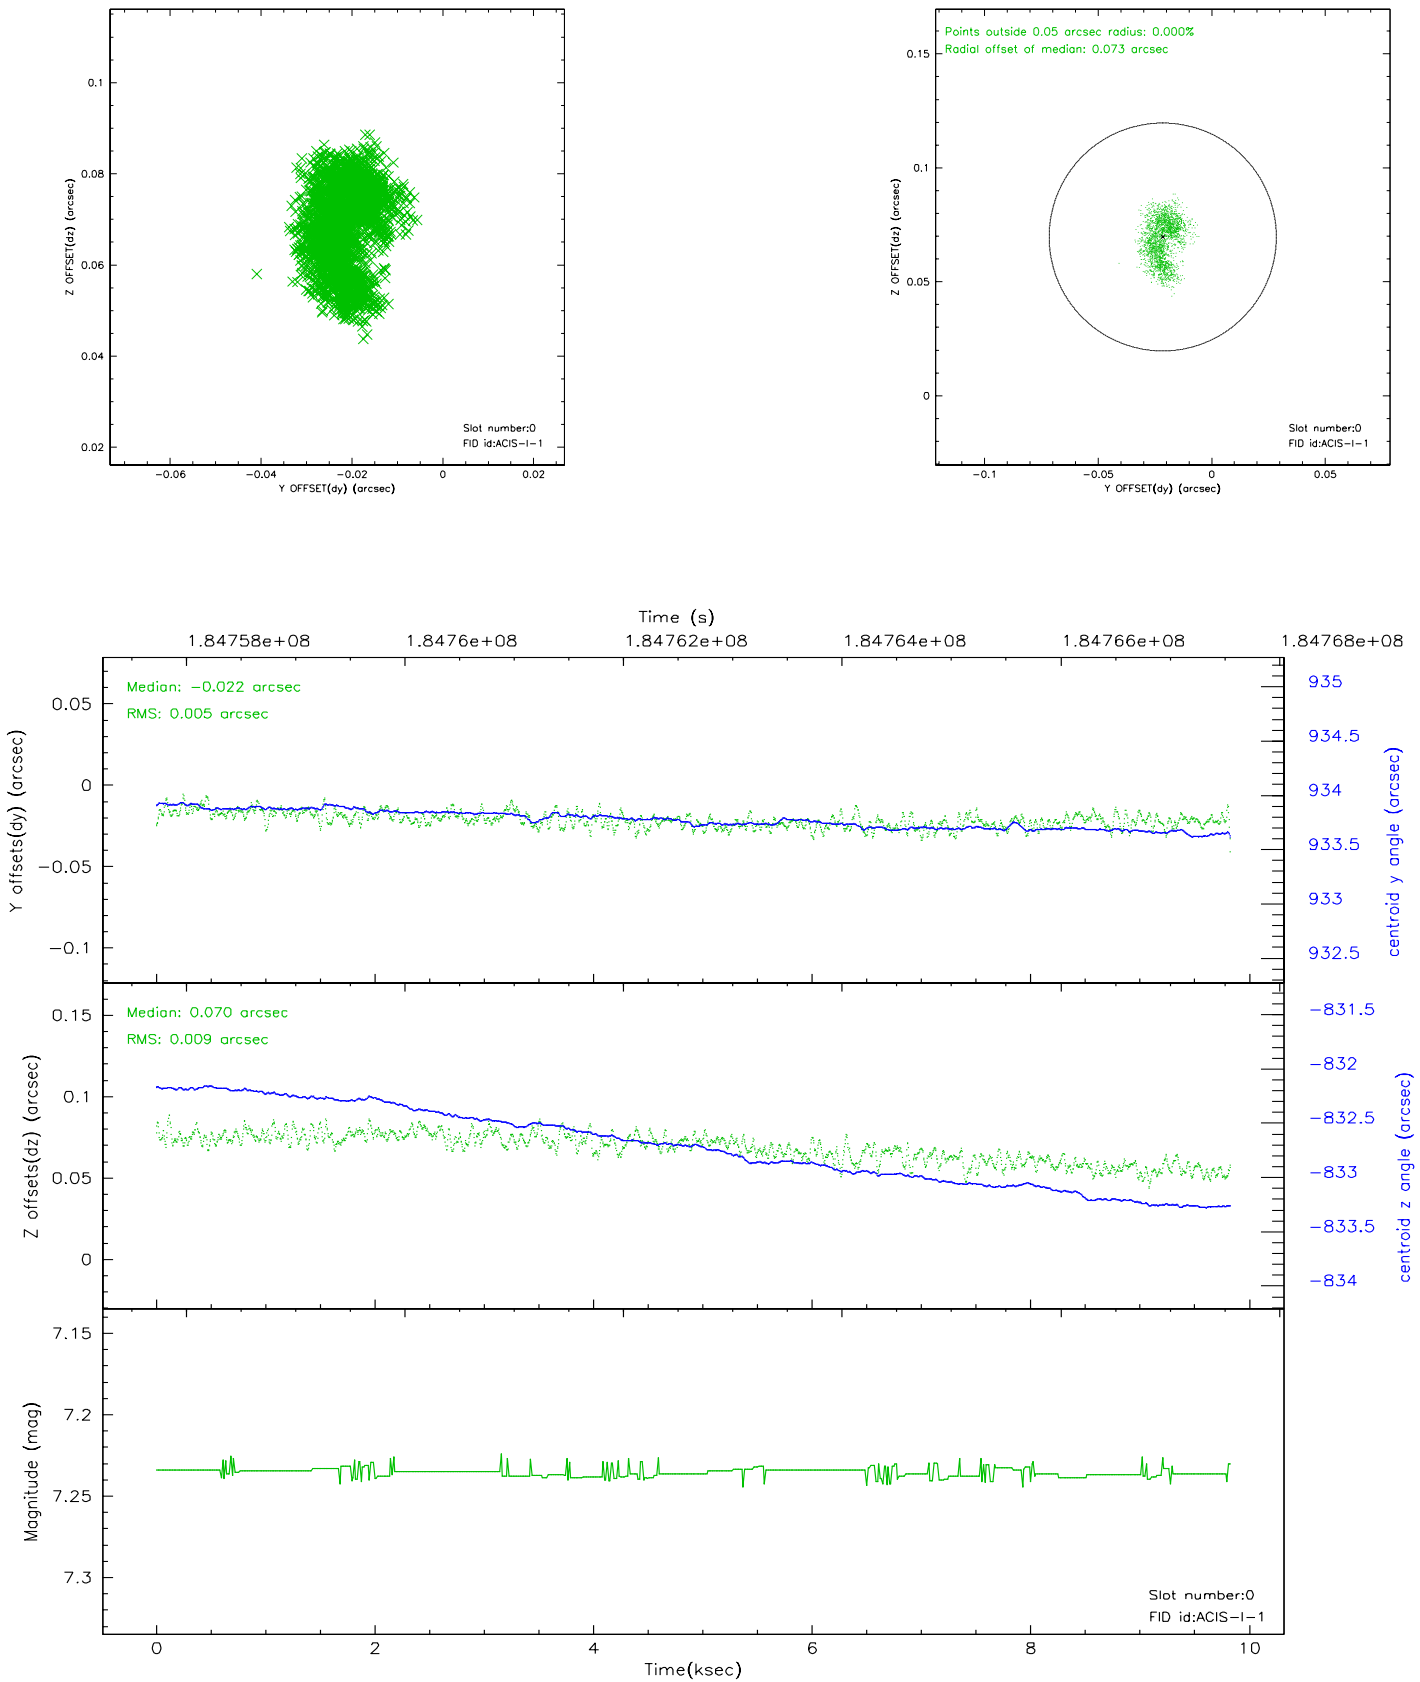 0.1
0.08
0.06
0.04
0.02
Z OFFSET(dz) (arcsec)
Slot number:0
FID id:ACIS-I-1
-0.06
-0.04
-0.02
0
0.02
Y OFFSET(dy) (arcsec)
Points outside 0.05 arcsec radius: 0.000%
Radial offset of median: 0.073 arcsec
0.15
0.1
0.05
0
Z OFFSET(dz) (arcsec)
Slot number:0
FID id:ACIS-I-1
-0.1
-0.05
0
0.05
Y OFFSET(dy) (arcsec)
Time (s)
1.84758e+08
1.8476e+08
1.84762e+08
1.84764e+08
1.84766e+08
1.84768e+08
Median: -0.022 arcsec
RMS: 0.005 arcsec
0.05
0
-0.05
-0.1
Y offsets(dy) (arcsec)
935
934.5
934
933.5
933
932.5
centroid y angle (arcsec)
Median: 0.070 arcsec
RMS: 0.009 arcsec
0.15
0.1
0.05
0
Z offsets(dz) (arcsec)
-831.5
-832
-832.5
-833
-833.5
-834
centroid z angle (arcsec)
7.15
7.2
7.25
7.3
Magnitude (mag)
Slot number:0
FID id:ACIS-I-1
0
2
4
6
8
10
Time(ksec)